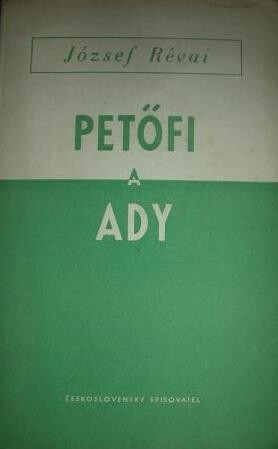 József Révai
PETŐFI
A
ADY
ČESKOSLOVENSKÝ SPISOVATEL